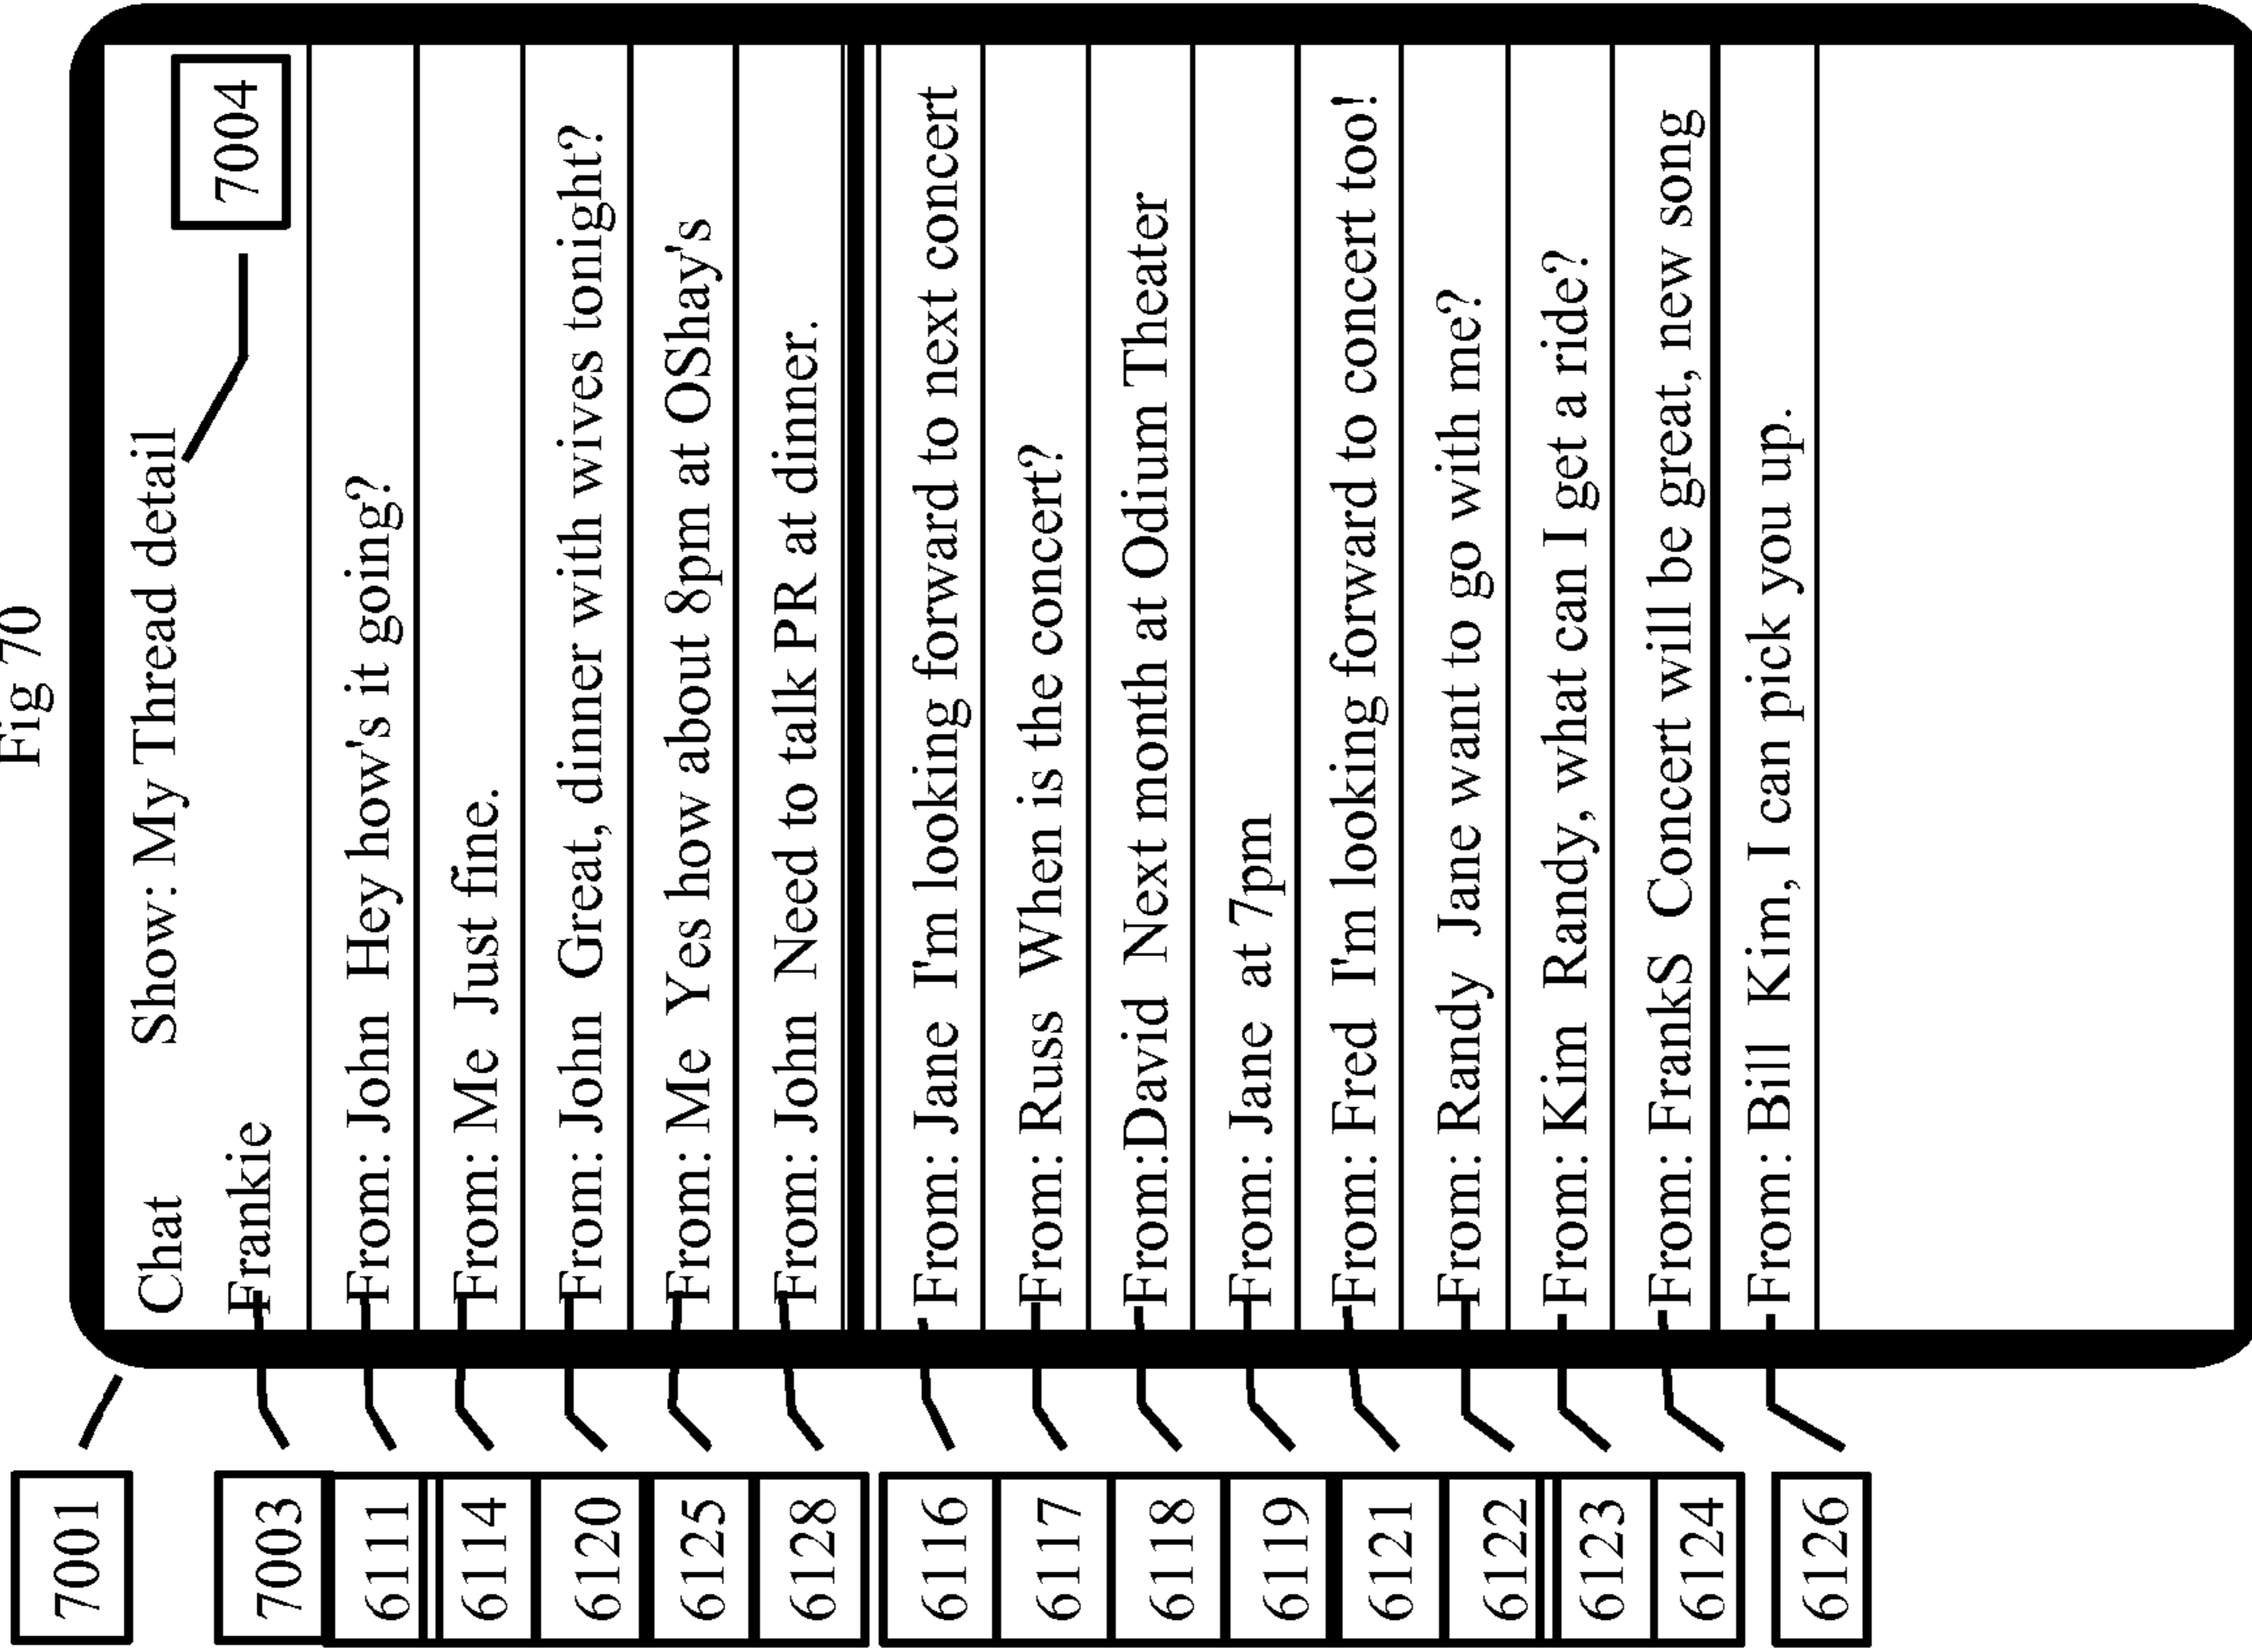 Fig 70
7001
Chat Show: My Thread detail
7004
7003 Frankie
6111 From: John Hey how's it going?
6114 From: Me Just fine.
6120 From: John Great, dinner with wives tonight?
6125 From: Me Yes how about 8pm at OShay's
6128 From: John Need to talk PR at dinner.
6116 From: Jane I'm looking forward to next concert
6117 From: Russ When is the concert?
6118 From:David Next month at Odium Theater
6119 From: Jane at 7pm
6121 From: Fred I'm looking forward to concert too!
6122 From: Randy Jane want to go with me?
6123 From: Kim Randy, what can I get a ride?
6124 From: FrankS Concert will be great, new song
6126 From: Bill Kim, I can pick you up.